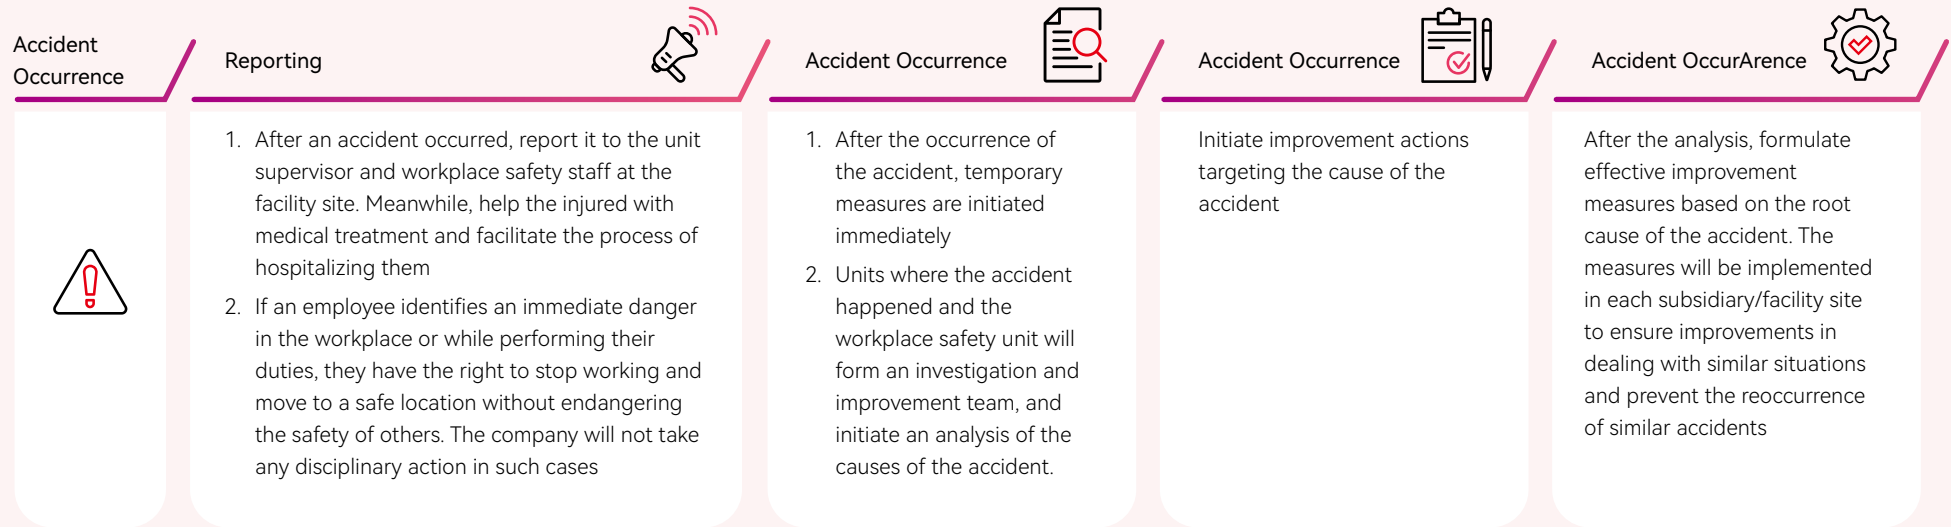 Accident
Occurrence
Reporting
Accident Occurrence
Accident Occurrence
Accident OccurArence
1. After an accident occurred, report it to the unit
supervisor and workplace safety staff at the
facility site. Meanwhile, help the injured with
medical treatment and facilitate the process of
hospitalizing them
2. If an employee identifies an immediate danger
in the workplace or while performing their
duties, they have the right to stop working and
move to a safe location without endangering
the safety of others. The company will not take
any disciplinary action in such cases
1. After the occurrence of
the accident, temporary
measures are initiated
immediately
2. Units where the accident
happened and the
workplace safety unit will
form an investigation and
improvement team, and
initiate an analysis of the
causes of the accident.
Initiate improvement actions
targeting the cause of the
accident
After the analysis, formulate
effective improvement
measures based on the root
cause of the accident. The
measures will be implemented
in each subsidiary/facility site
to ensure improvements in
dealing with similar situations
and prevent the reoccurrence
of similar accidents